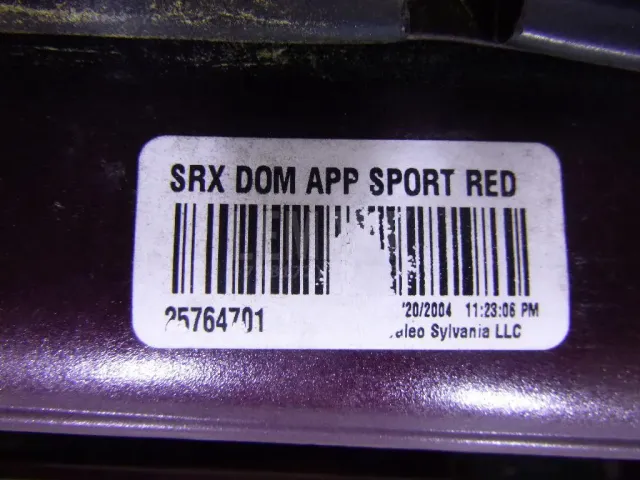 SRX DOM APP SPORT RED
25764701
/20/2004 11:23:06 PM
aleo Sylvania LLC